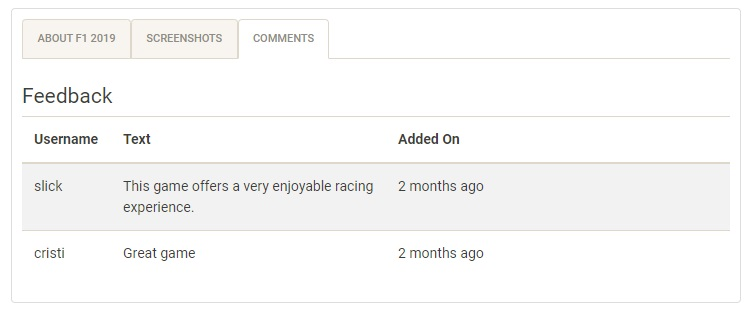 ABOUT F1 2019 SCREENSHOTS COMMENTS
Feedback
Username Text Added On
slick This game offers a very enjoyable racing 2 months ago
experience.
cristi Great game 2 months ago